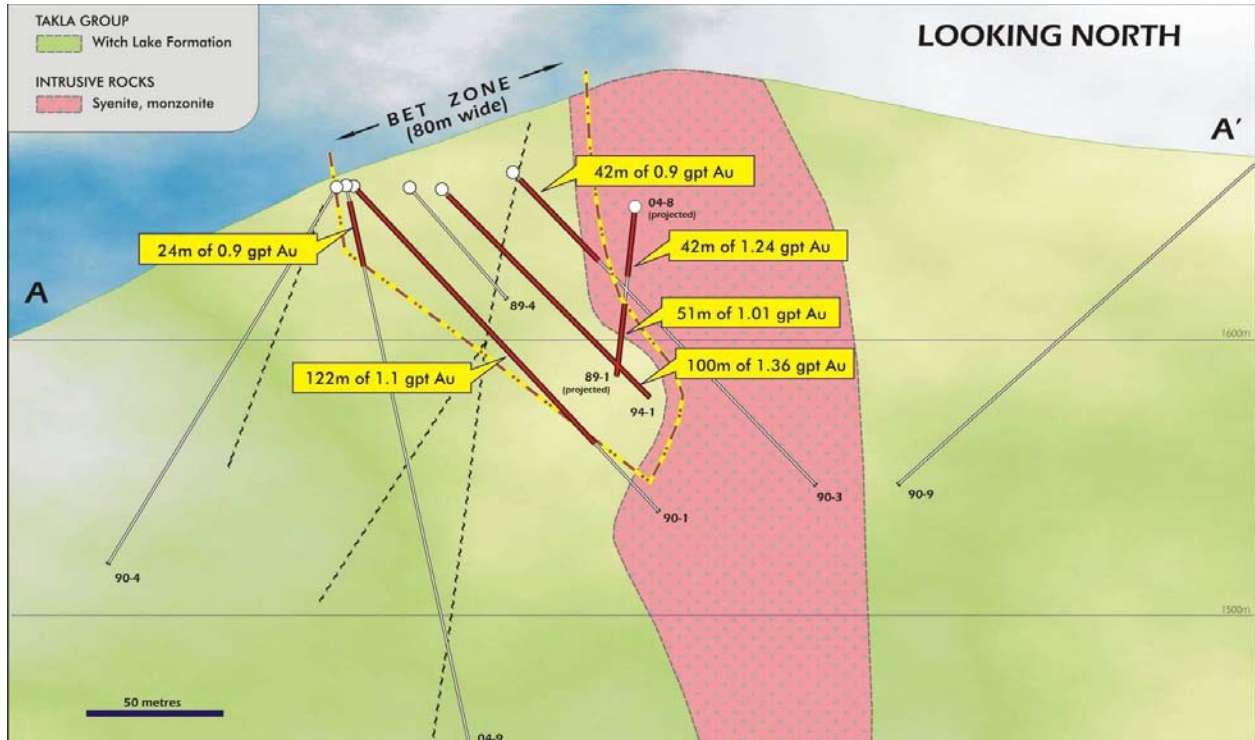 TAKLA GROUP
Witch Lake Formation
INTRUSIVE ROCKS
Syenite, monzonite
LOOKING NORTH
BET ZONE
(80m wide)
A'
42m of 0.9 gpt Au
04-8
(projected)
24m of 0.9 gpt Au
42m of 1.24 gpt Au
A
89-4
51m of 1.01 gpt Au
1600m
122m of 1.1 gpt Au
89-1
(projected)
100m of 1.36 gpt Au
94-1
90-3
90-9
90-1
90-4
1500m
50 metres
04-9